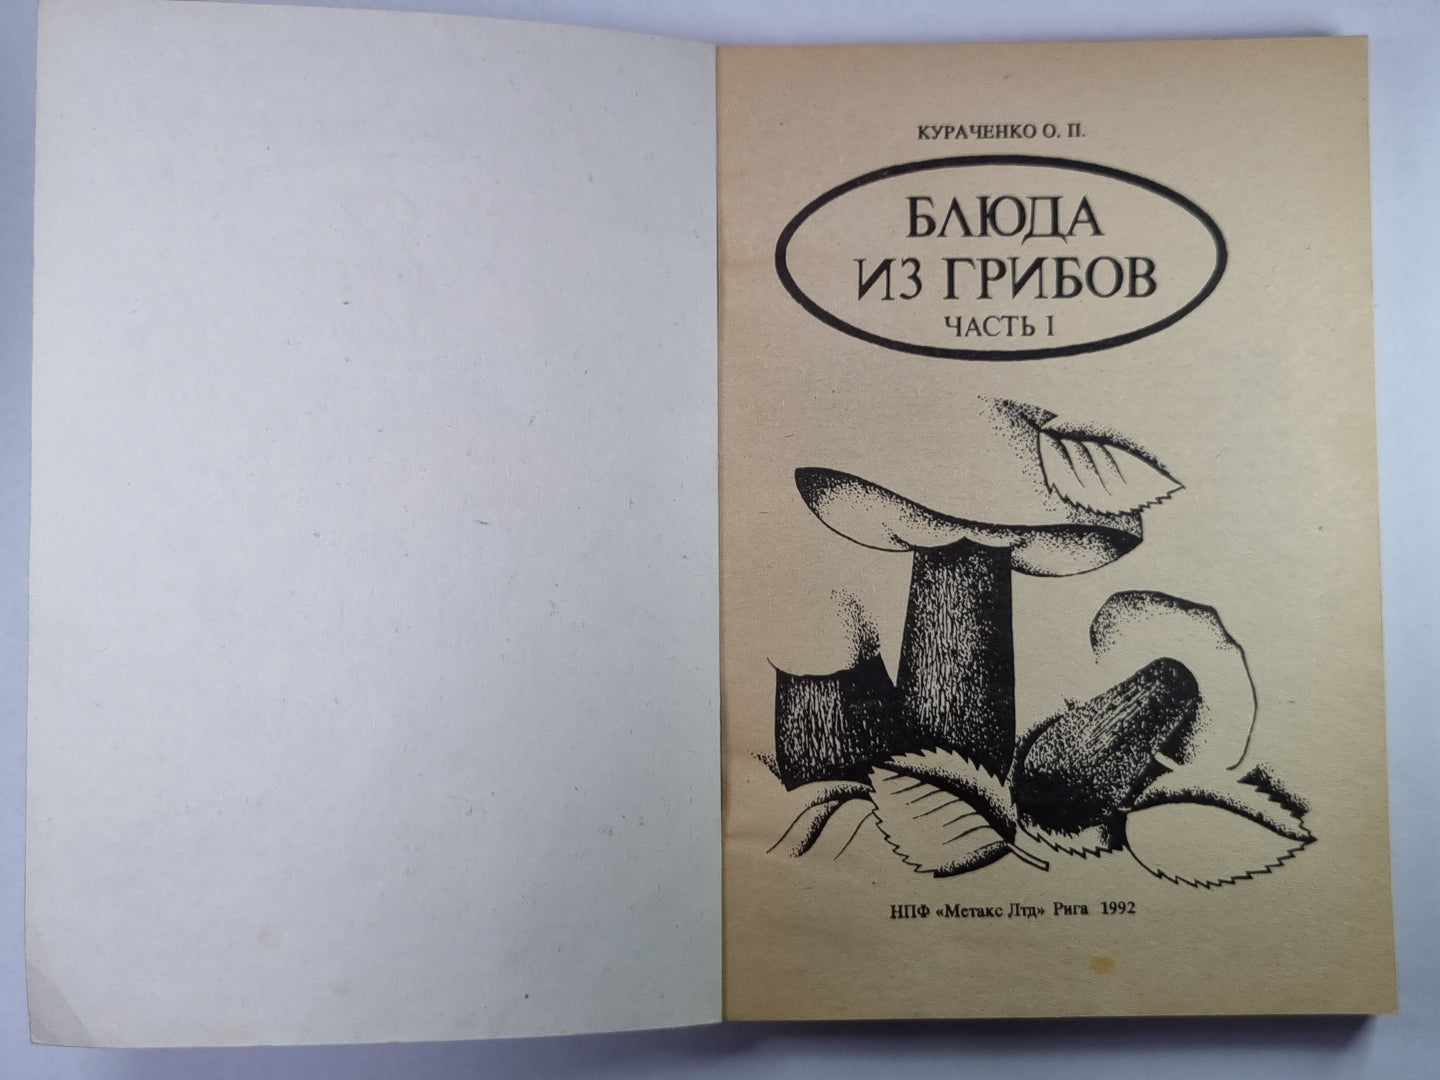 КУРАЧЕНКО О. П.
БЛЮДА
ИЗ ГРИБОВ
ЧАСТЬ I
НПФ «Метакс Лтд» Рига 1992